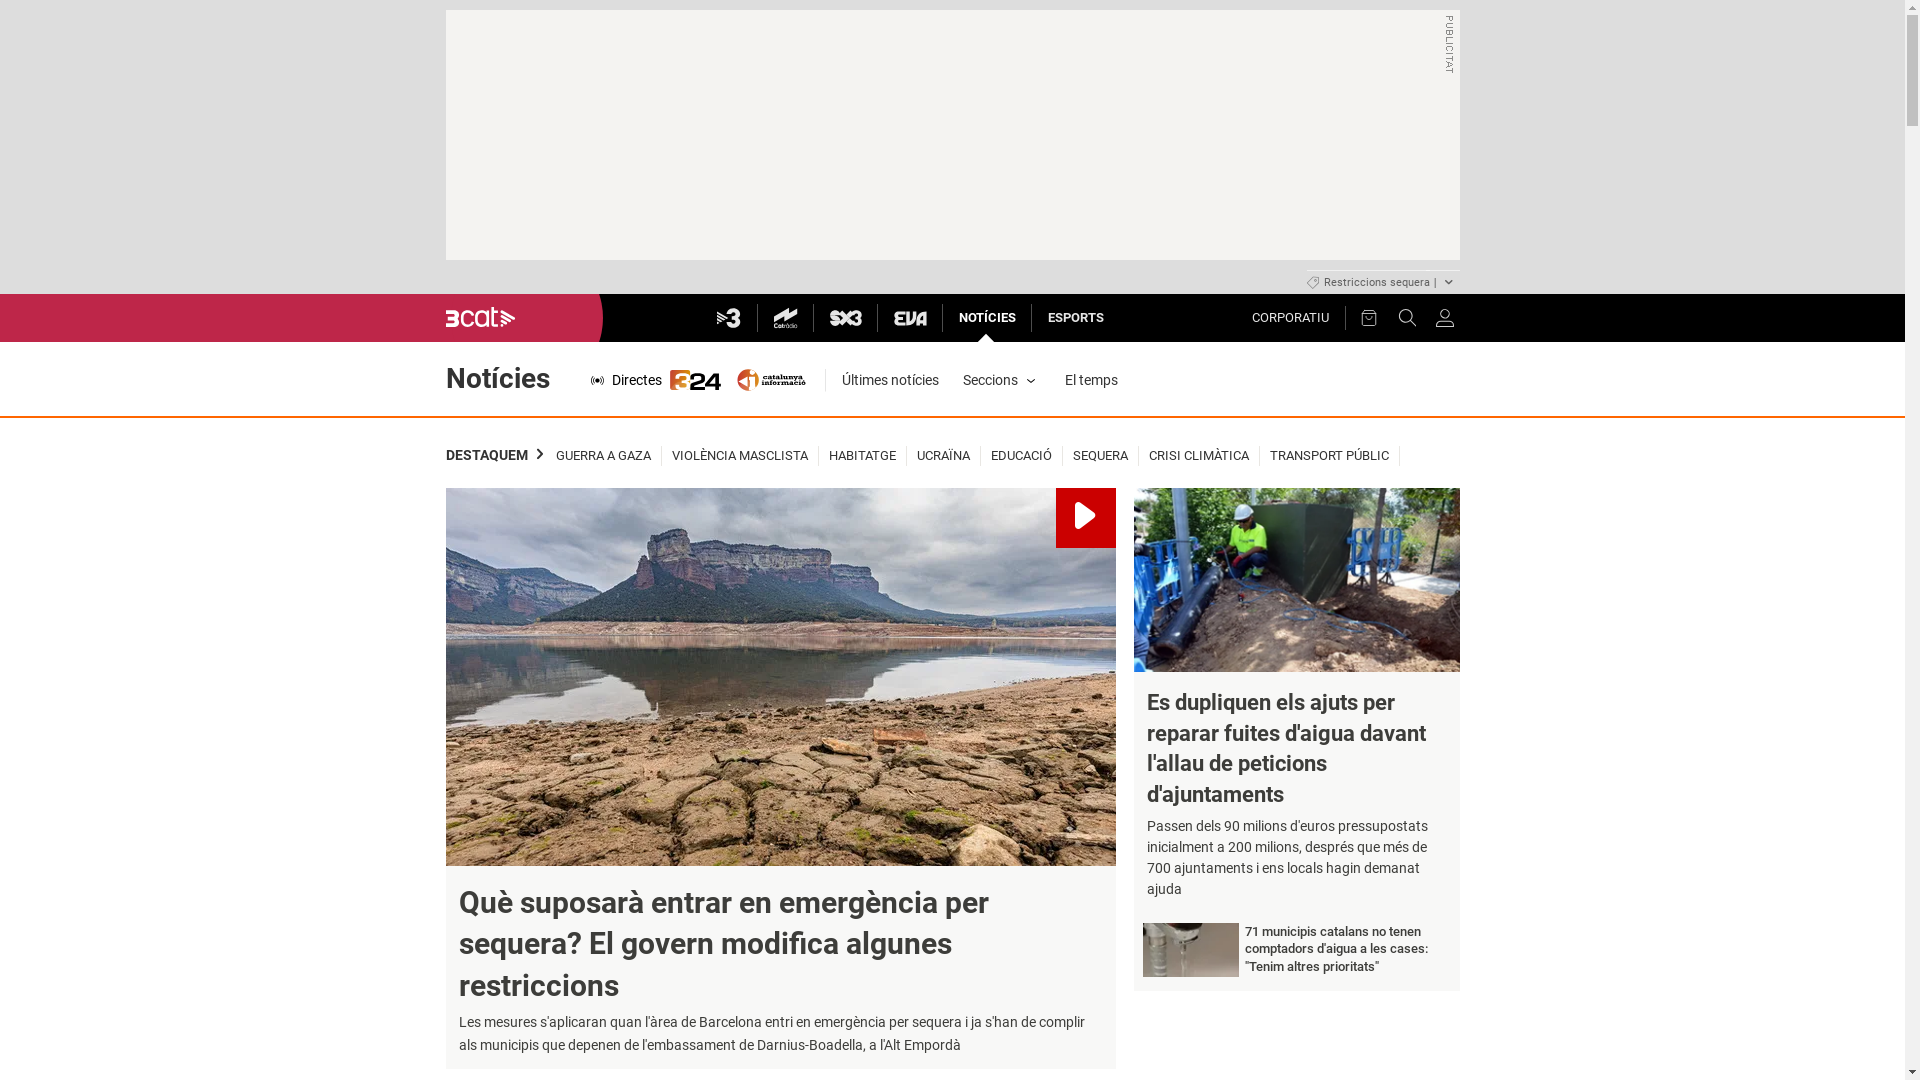 PUBLICITAT
Restriccions sequera |
3cat
3
Catràdio
SX3
EVA
NOTÍCIES
ESPORTS
CORPORATIU
Notícies
Directes
324
catalunya
informació
Últimes notícies
Seccions
El temps
DESTAQUEM
GUERRA A GAZA
VIOLÈNCIA MASCLISTA
HABITATGE
UCRAÏNA
EDUCACIÓ
SEQUERA
CRISI CLIMÀTICA
TRANSPORT PÚBLIC
Què suposarà entrar en emergència per
sequera? El govern modifica algunes
restriccions
Les mesures s'aplicaran quan l'àrea de Barcelona entri en emergència per sequera i ja s'han de complir
als municipis que depenen de l'embassament de Darnius-Boadella, a l'Alt Empordà
Es dupliquen els ajuts per
reparar fuites d'aigua davant
l'allau de peticions
d'ajuntaments
Passen dels 90 milions d'euros pressupostats
inicialment a 200 milions, després que més de
700 ajuntaments i ens locals hagin demanat
ajuda
71 municipis catalans no tenen
comptadors d'aigua a les cases:
"Tenim altres prioritats"